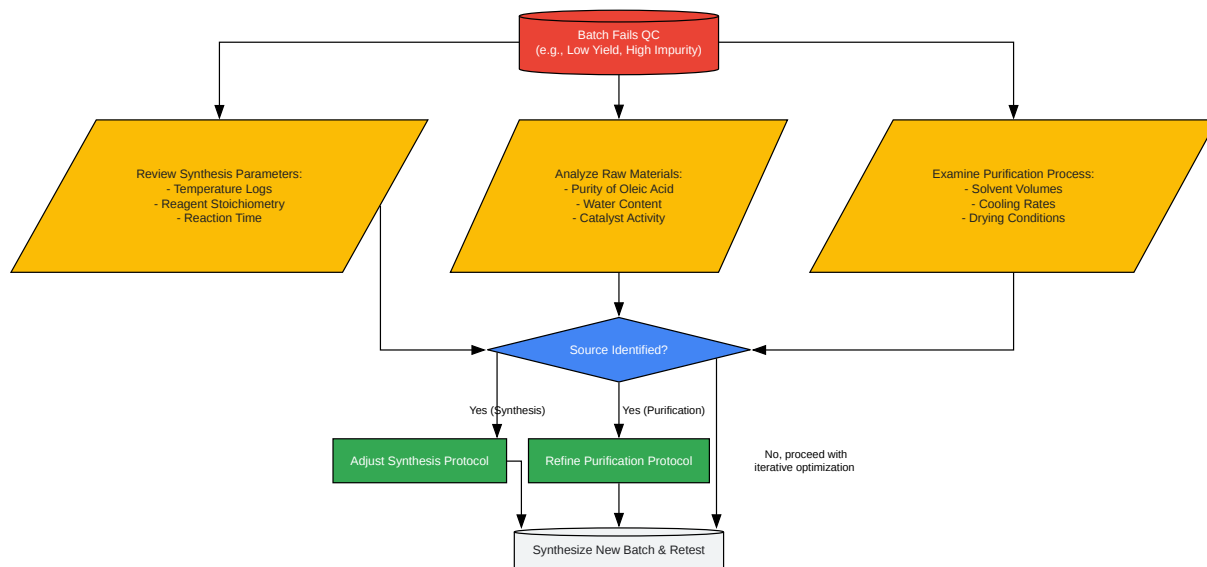 Batch Fails QC
(e.g., Low Yield, High Impurity)
Review Synthesis Parameters:
- Temperature Logs
- Reagent Stoichiometry
- Reaction Time
Analyze Raw Materials:
- Purity of Oleic Acid
- Water Content
- Catalyst Activity
Examine Purification Process:
- Solvent Volumes
- Cooling Rates
- Drying Conditions
Source Identified?
Yes (Synthesis)
Yes (Purification)
No, proceed with
iterative optimization
Adjust Synthesis Protocol
Refine Purification Protocol
Synthesize New Batch & Retest